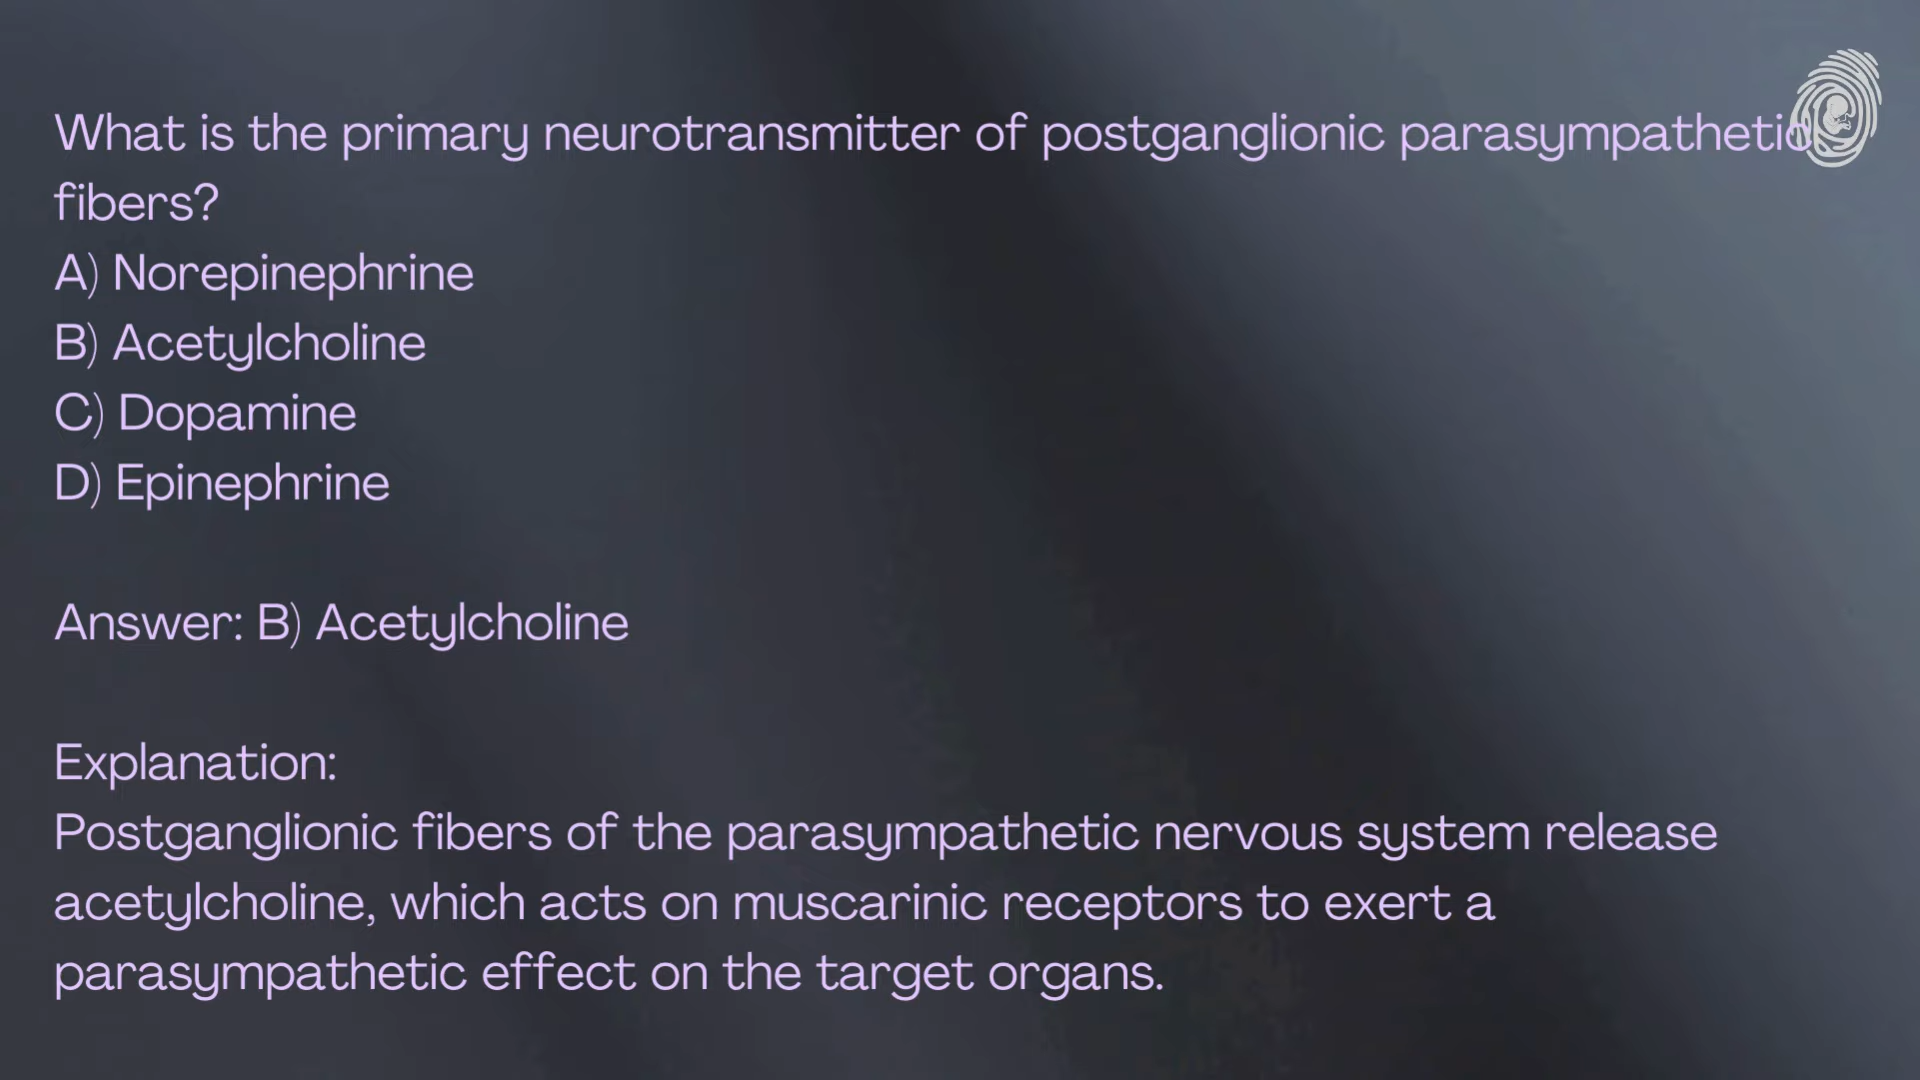 What is the primary neurotransmitter of postganglionic parasympathetic
fibers?
A) Norepinephrine
B) Acetylcholine
C) Dopamine
D) Epinephrine
Answer: B) Acetylcholine
Explanation:
Postganglionic fibers of the parasympathetic nervous system release
acetylcholine, which acts on muscarinic receptors to exert a
parasympathetic effect on the target organs.